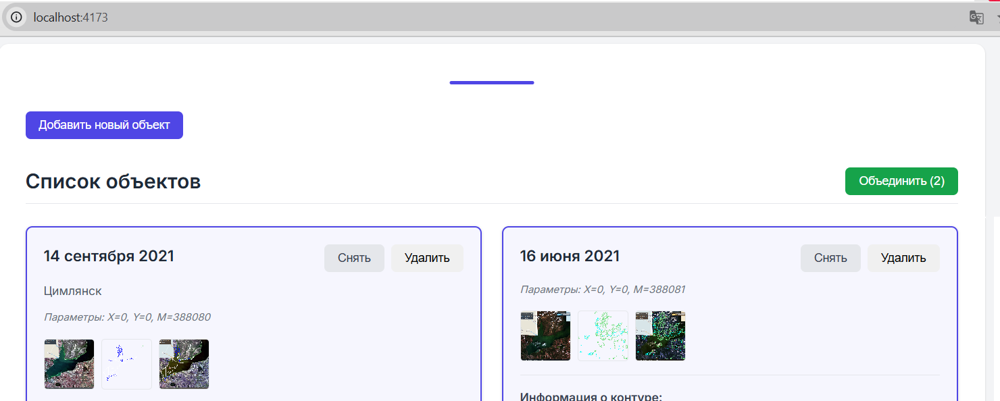 localhost:4173
Добавить новый объект
Список объектов
Объединить (2)
14 сентября 2021
Снять
Удалить
Цимлянск
Параметры: X=0, Y=0, M=388080
16 июня 2021
Снять
Удалить
Параметры: X=0, Y=0, M=388081
Информация о контуре: